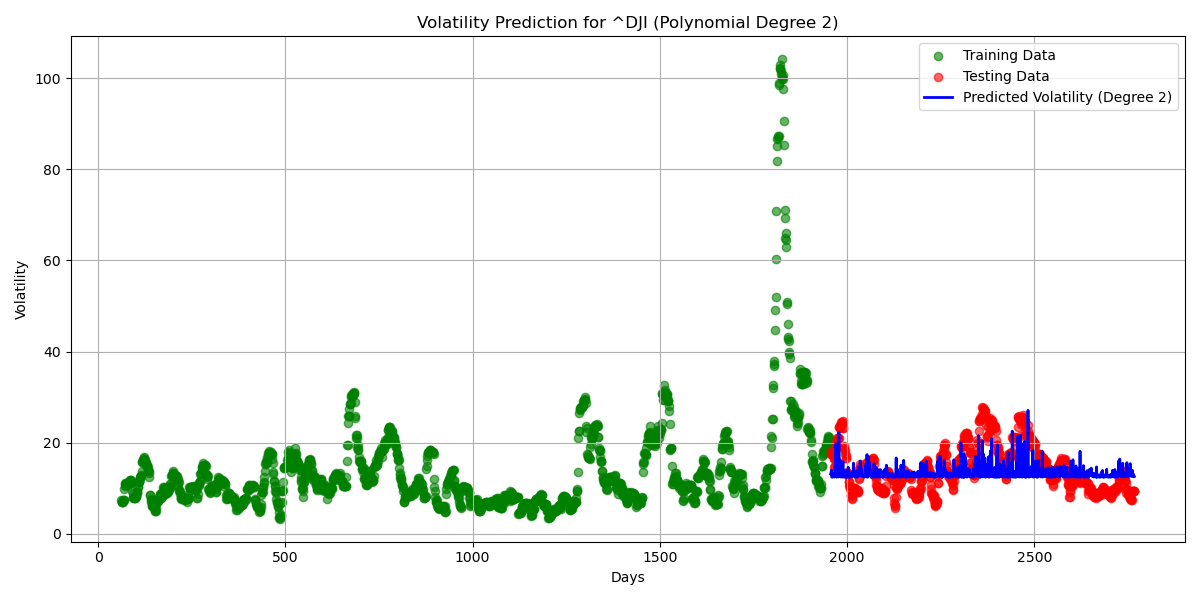 Volatility Prediction for ^DJI (Polynomial Degree 2)
Training Data
Testing Data
Predicted Volatility (Degree 2)
Volatility
100
80
60
40
20
0
0 500 1000 1500 2000 2500
Days